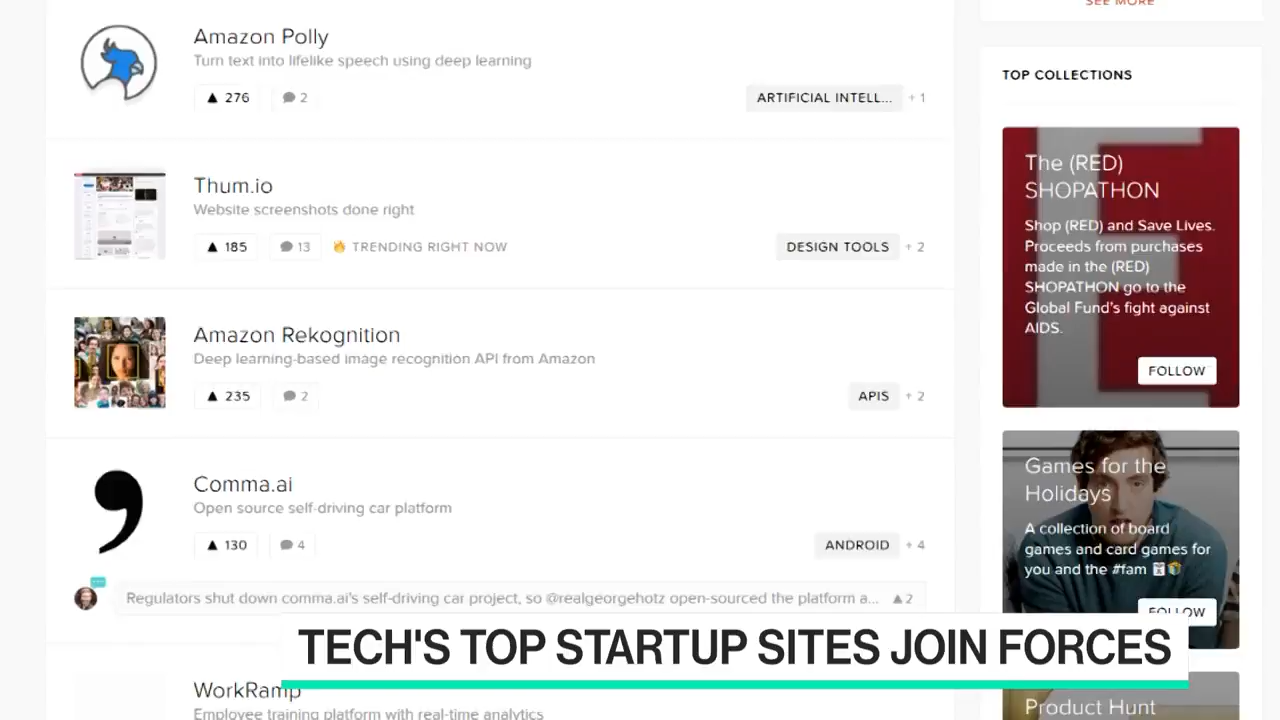 SEE MORE
Amazon Polly
Turn text into lifelike speech using deep learning
276
2
ARTIFICIAL INTELL...
+ 1
Thum.io
Website screenshots done right
185
13
TRENDING RIGHT NOW
DESIGN TOOLS
+ 2
Amazon Rekognition
Deep learning-based image recognition API from Amazon
235
2
APIS
+ 2
Comma.ai
Open source self-driving car platform
130
4
ANDROID
+ 4
Regulators shut down comma.ai's self-driving car project, so @realgeorgehotz open-sourced the platform a...
2
WorkRamp
Employee training platform with real-time analytics
TOP COLLECTIONS
The (RED)
SHOPATHON
Shop (RED) and Save Lives.
Proceeds from purchases
made in the (RED)
SHOPATHON go to the
Global Fund's fight against
AIDS.
FOLLOW
Games for the
Holidays
A collection of board
games and card games for
you and the #fam
FOLLOW
Product Hunt
TECH'S TOP STARTUP SITES JOIN FORCES